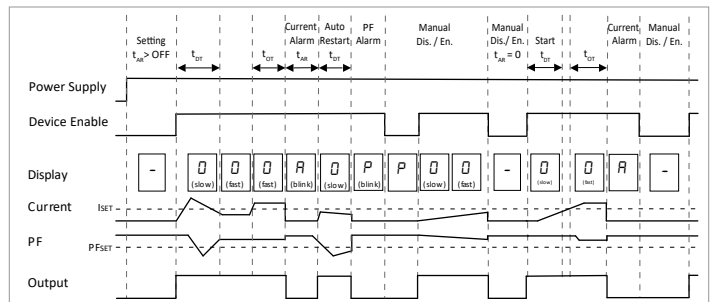 Setting
tAR > OFF
tDT
tOT
Current
Alarm
tAR
Auto
Restart
tDT
PF
Alarm
Manual
Dis. / En.
Manual
Dis./ En.
tAR = 0
Start
tDT
tOT
Current
Alarm
Manual
Dis. / En.
Power Supply
Device Enable
Display
- 0 0 0 A 0 P P 0 0 - 0 0 A -
(slow) (fast) (fast) (blink) (slow) (blink) (slow) (fast) (slow) (fast)
Current ISET
PF PFSET
Output